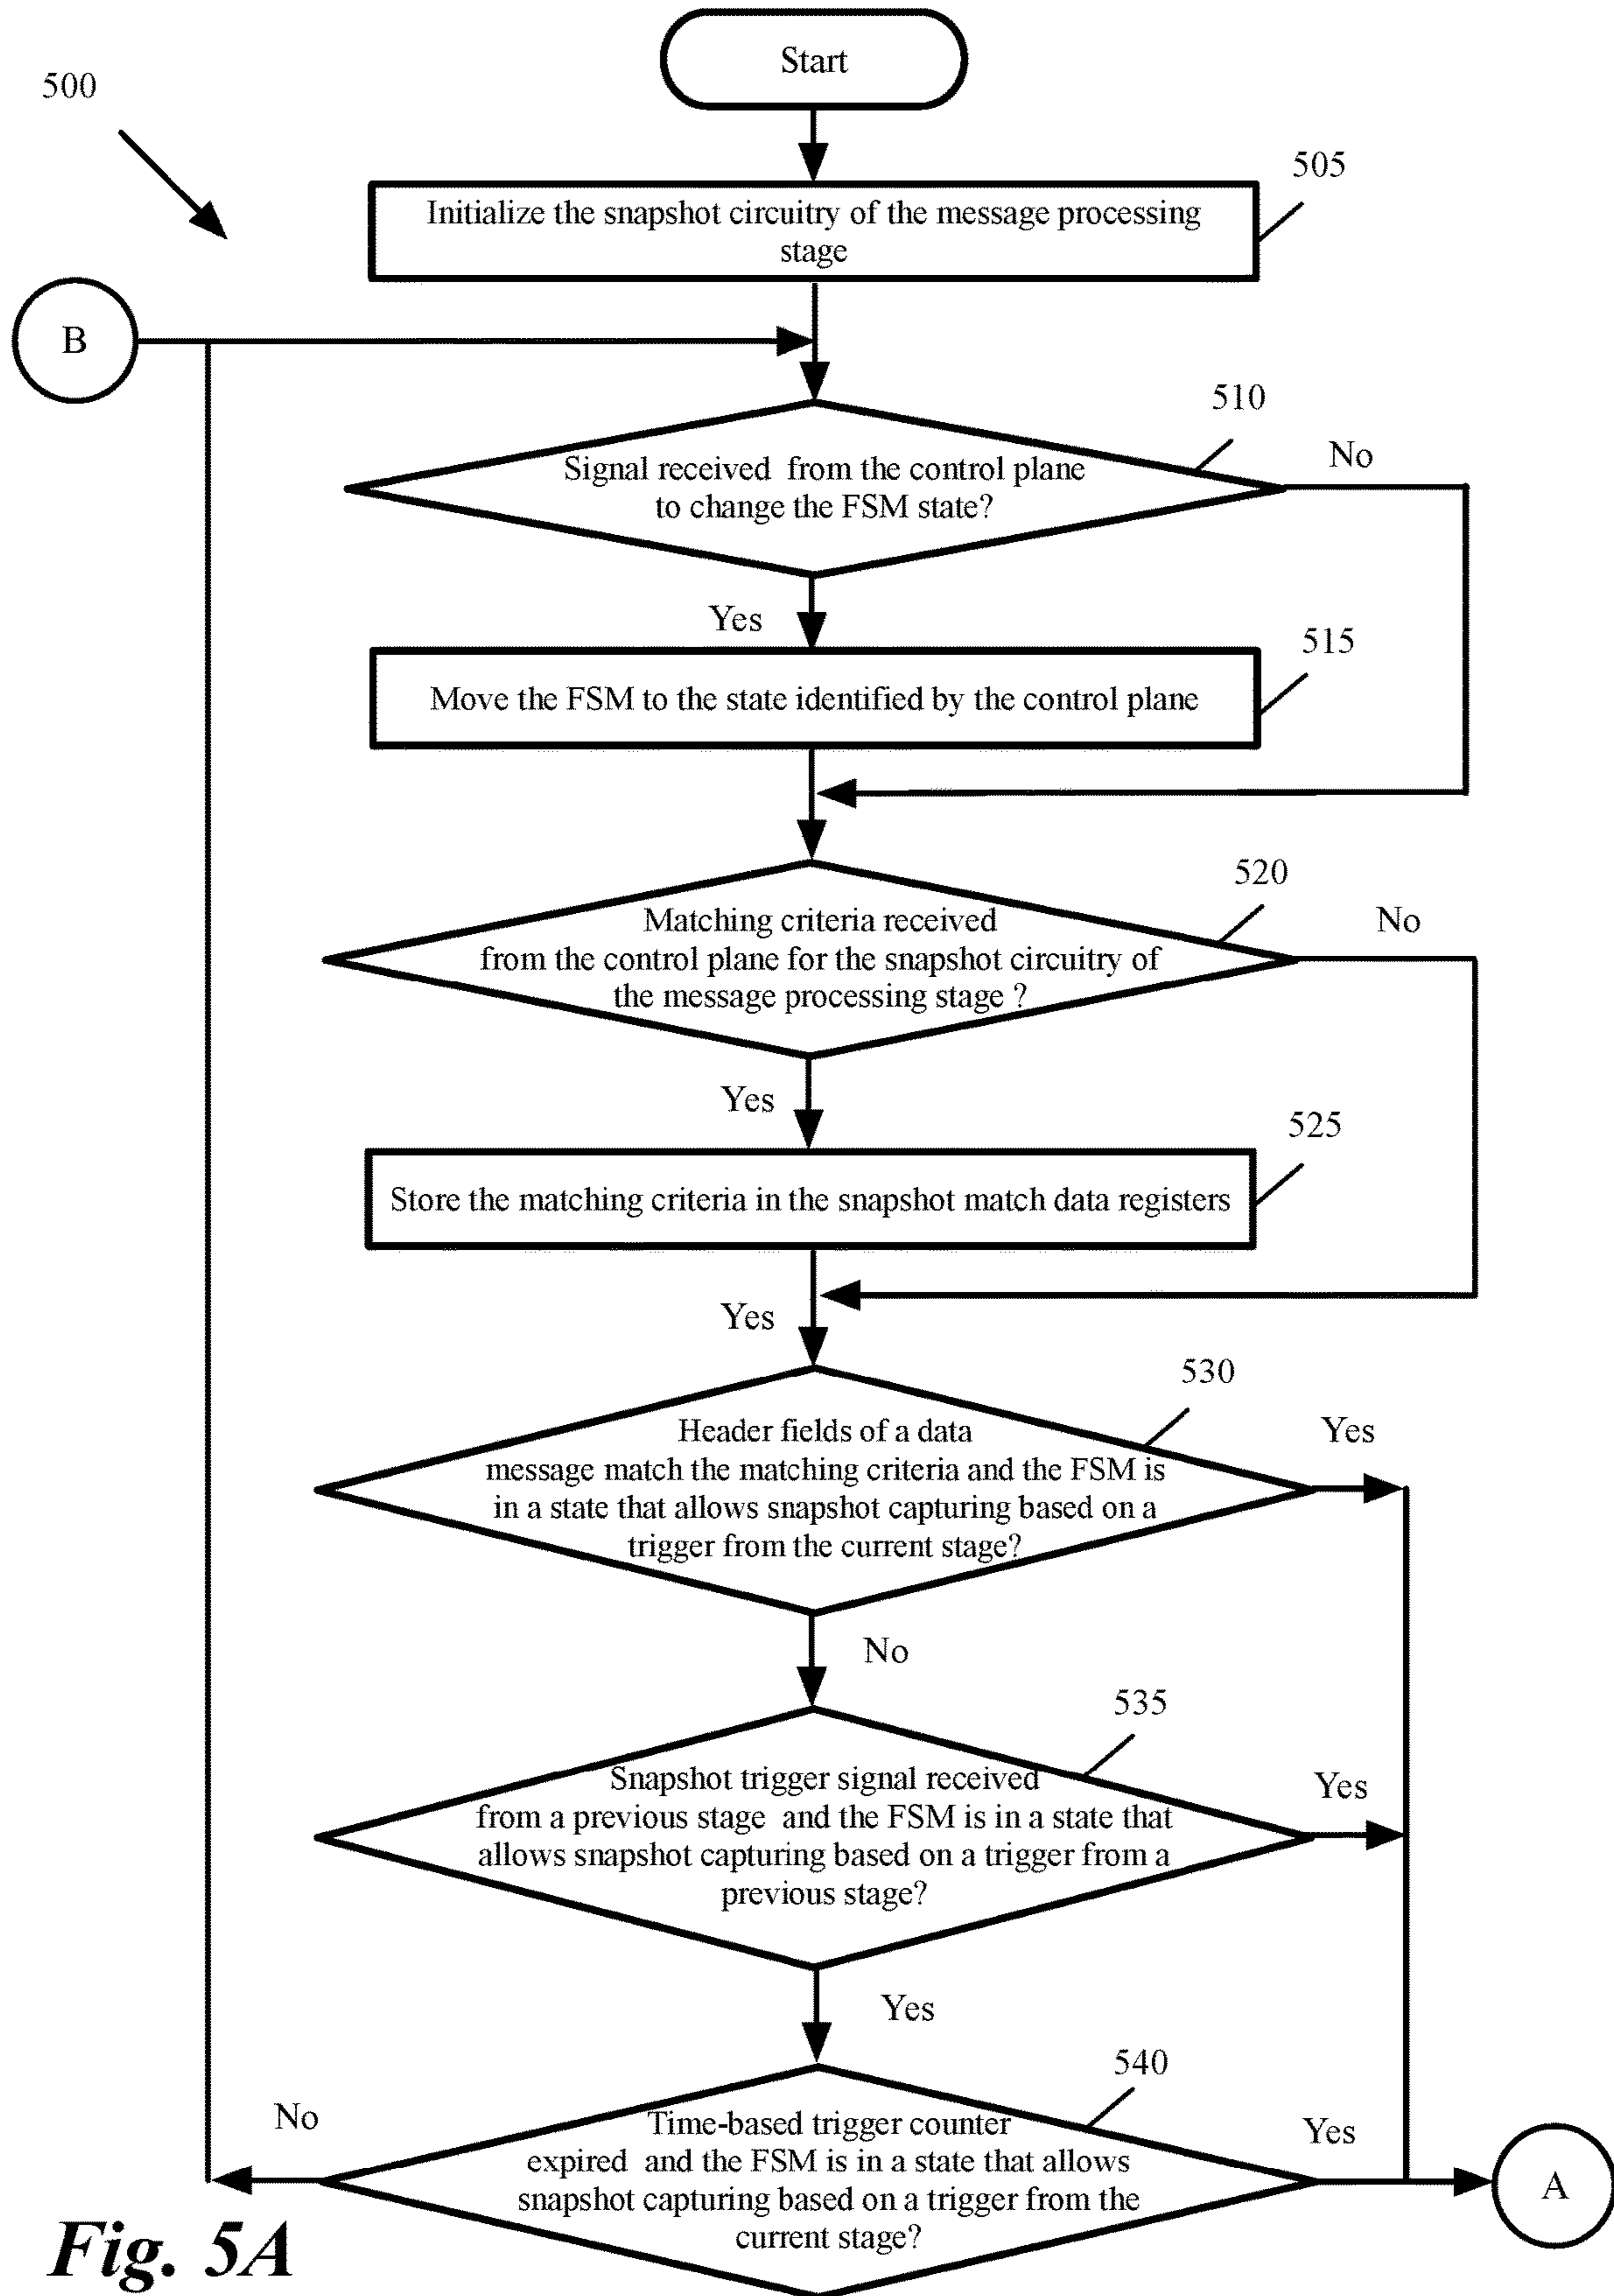 Start
500
505
Initialize the snapshot circuitry of the message processing
stage
B
510
Signal received from the control plane
to change the FSM state?
No
Yes
515
Move the FSM to the state identified by the control plane
520
Matching criteria received
from the control plane for the snapshot circuitry of
the message processing stage ?
No
Yes
525
Store the matching criteria in the snapshot match data registers
Yes
530
Header fields of a data
message match the matching criteria and the FSM is
in a state that allows snapshot capturing based on a
trigger from the current stage?
Yes
No
535
Snapshot trigger signal received
from a previous stage and the FSM is in a state that
allows snapshot capturing based on a trigger from a
previous stage?
Yes
Yes
540
Time-based trigger counter
expired and the FSM is in a state that allows
snapshot capturing based on a trigger from the
current stage?
No
Yes
A
Fig. 5A